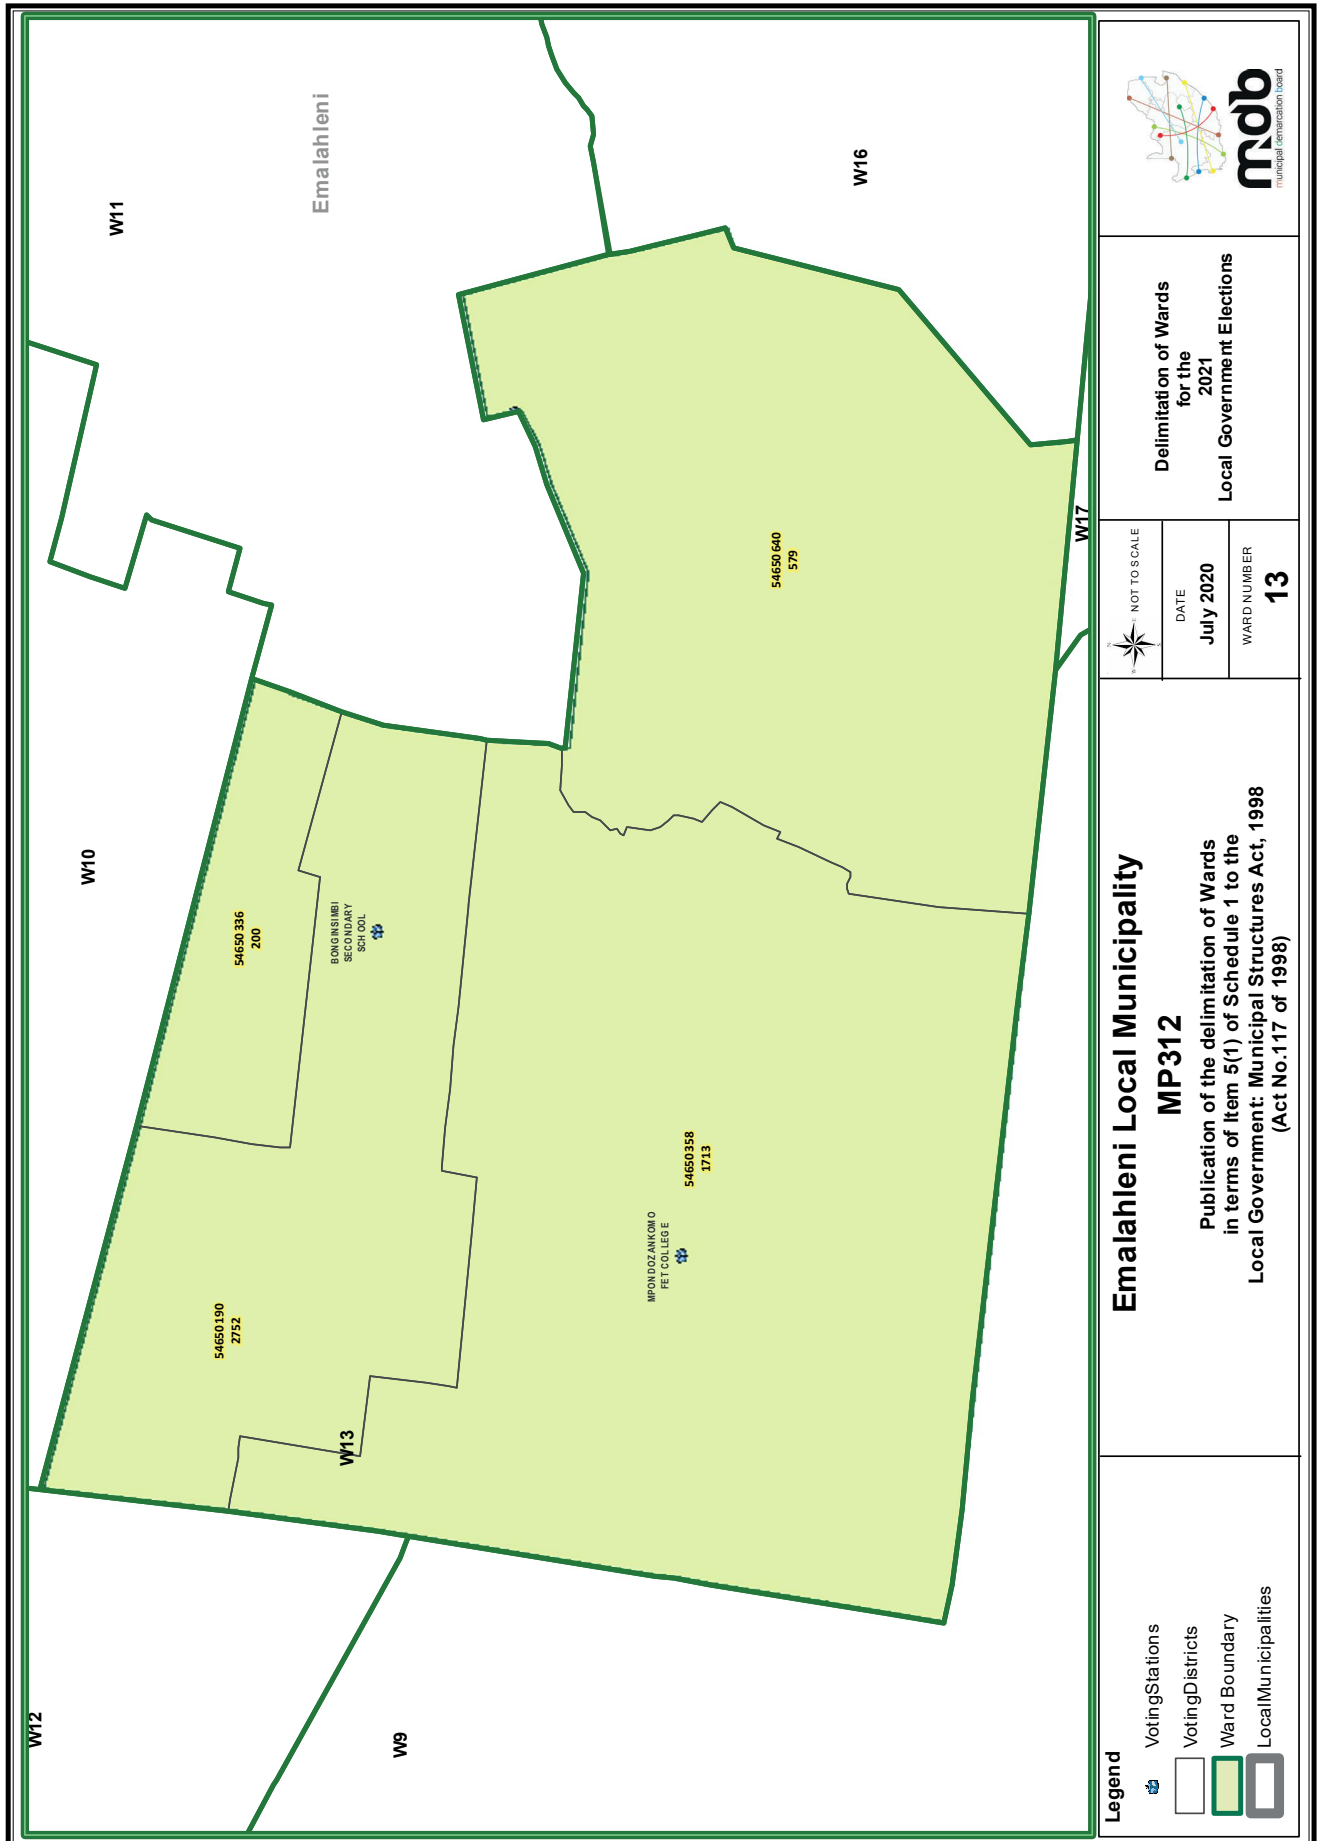 W12
W9
W10
W11
Emalahleni
W16
W17
W13
54650190
2752
54650336
200
BONGINSIMBI
SECONDARY
SCHOOL
MPONDOZANKOMO
FET COLLEGE
54650358
1713
54650640
579
Legend
VotingStations
VotingDistricts
Ward Boundary
LocalMunicipalities
Emalahleni Local Municipality
MP312
Publication of the delimitation of Wards
in terms of Item 5(1) of Schedule 1 to the
Local Government: Municipal Structures Act, 1998
(Act No.117 of 1998)
N
W E
S
NOT TO SCALE
DATE
July 2020
WARD NUMBER
13
Delimitation of Wards
for the
2021
Local Government Elections
mdb
municipal demarcation board